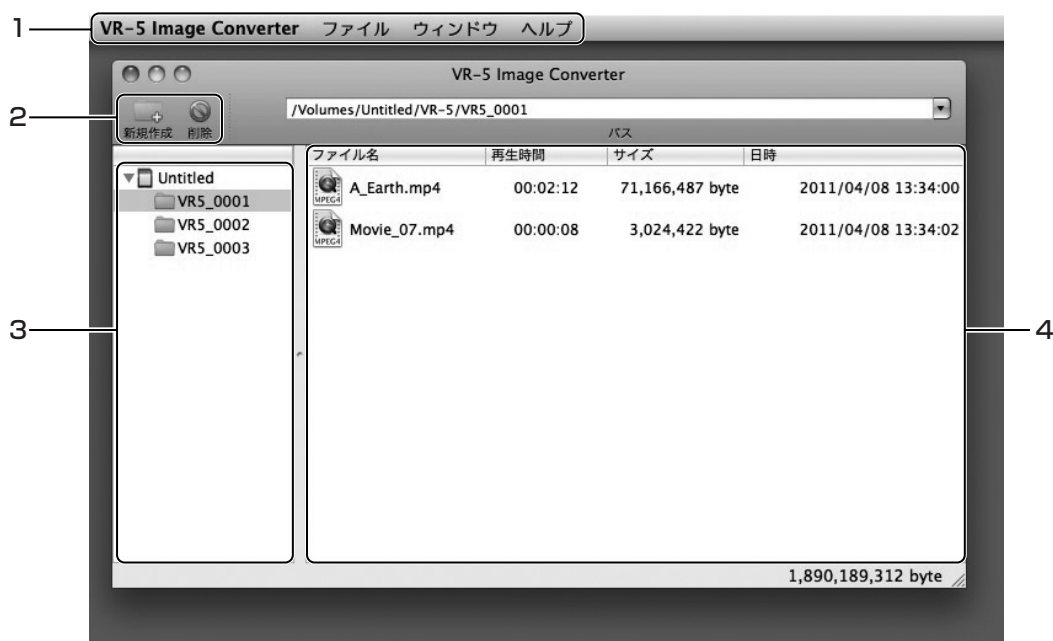 1
VR-5 Image Converter ファイル ウィンドウ ヘルプ
VR-5 Image Converter
2
新規作成 削除
/Volumes/Untitled/VR-5/VR5_0001
パス
ファイル名 再生時間 サイズ 日時
Untitled
VR5_0001
VR5_0002
VR5_0003
MPEG4 A_Earth.mp4 00:02:12 71,166,487 byte 2011/04/08 13:34:00
MPEG4 Movie_07.mp4 00:00:08 3,024,422 byte 2011/04/08 13:34:02
3
4
1,890,189,312 byte